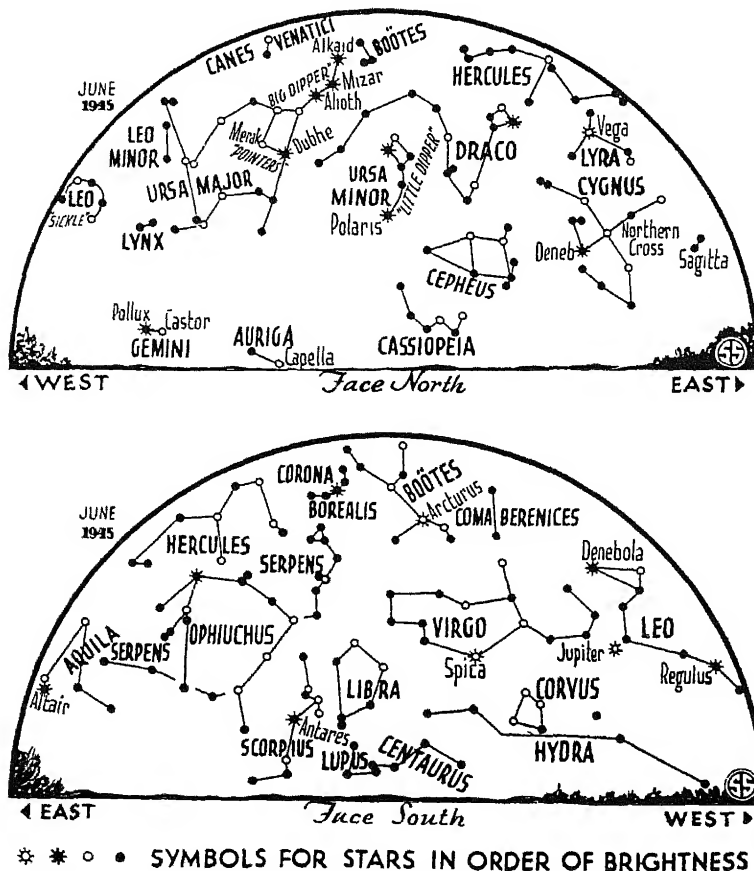 CANES VENATICI
Alkaid
BOÖTES
HERCULES
JUNE
1945
BIG DIPPER"
Mizar
Alioth
LEO
MINOR
Merak
"POINTERS"
Dubhe
Vega
LYRA
DRACO
URSA
MINOR
"LITTLE DIPPER"
CYGNUS
LEO
"SICKLE"
URSA MAJOR
LYNX
Polaris
Deneb
Northern
Cross
Sagitta
CEPHEUS
Pollux
Castor
GEMINI
AURIGA
Capella
CASSIOPEIA
WEST
Face North
EAST
JUNE
1945
CORONA
BOREALIS
BOÖTES
Arcturus
COMA BERENICES
HERCULES
SERPENS
Denebola
AQUILA
SERPENS
OPHIUCHUS
VIRGO
LEO
Spica
Jupiter
Regulus
Altair
LIBRA
CORVUS
SCORPIUS
Antares
LUPUS
CENTAURUS
HYDRA
EAST
Face South
WEST
SYMBOLS FOR STARS IN ORDER OF BRIGHTNESS